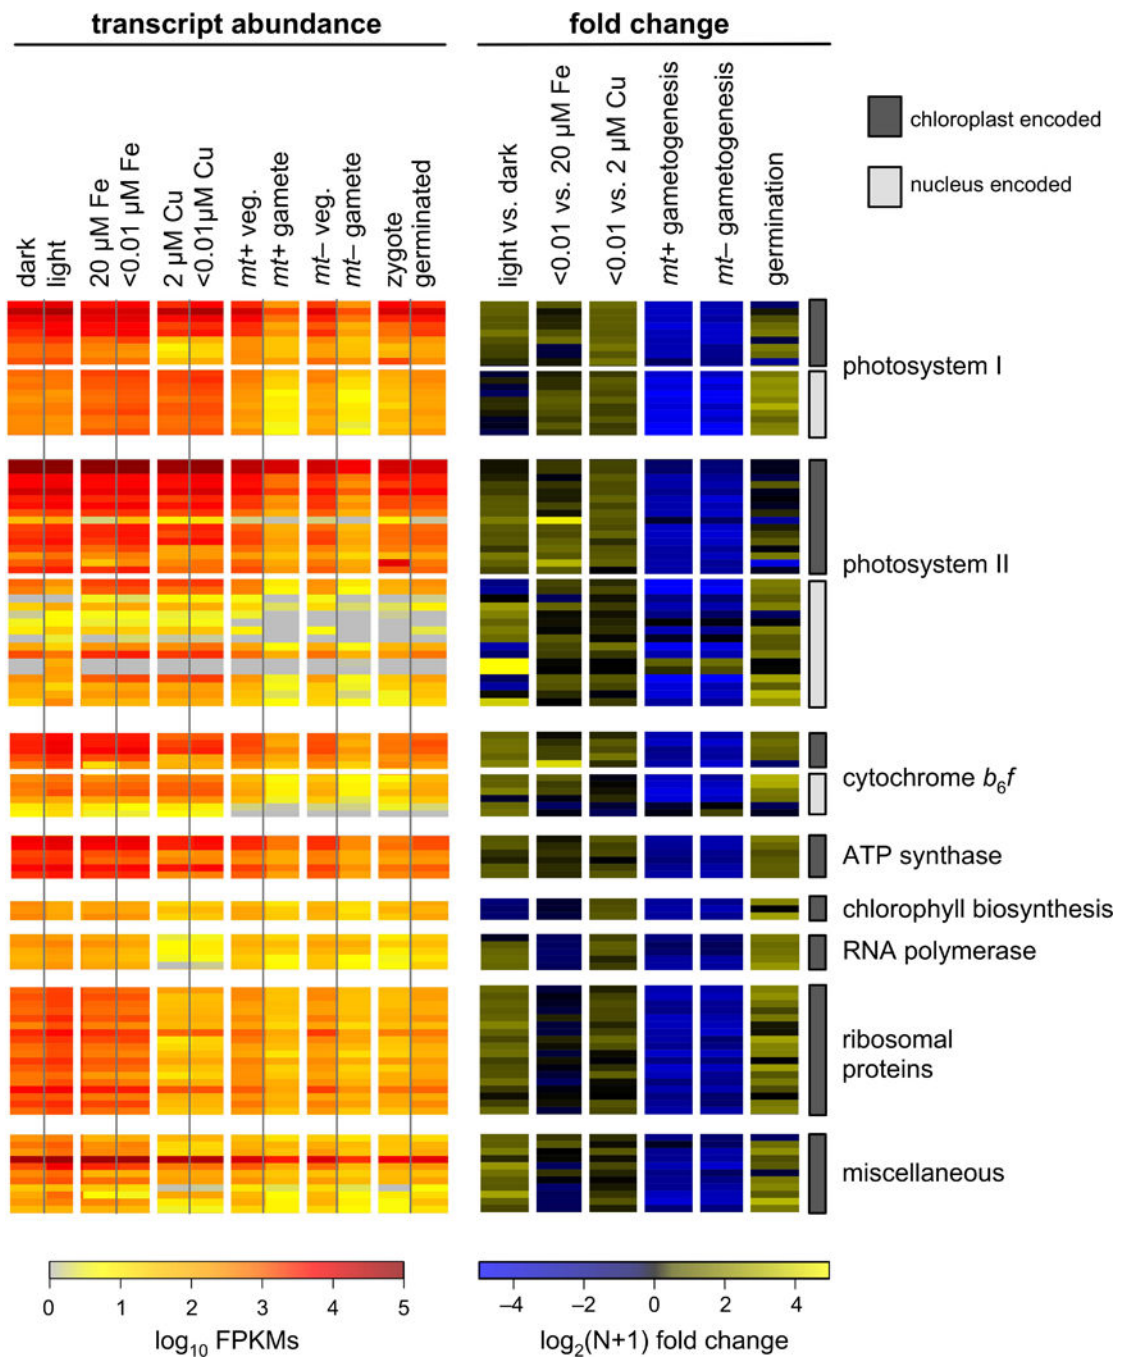 transcript abundance
fold change
dark
light
20 µM Fe
<0.01 µM Fe
2 µM Cu
<0.01µM Cu
mt+ veg.
mt+ gamete
mt– veg.
mt– gamete
zygote
germinated
light vs. dark
<0.01 vs. 20 µM Fe
<0.01 vs. 2 µM Cu
mt+ gametogenesis
mt– gametogenesis
germination
chloroplast encoded
nucleus encoded
photosystem I
photosystem II
cytochrome b₆f
ATP synthase
chlorophyll biosynthesis
RNA polymerase
ribosomal
proteins
miscellaneous
0 1 2 3 4 5
log₁₀ FPKMs
–4 –2 0 2 4
log₂(N+1) fold change